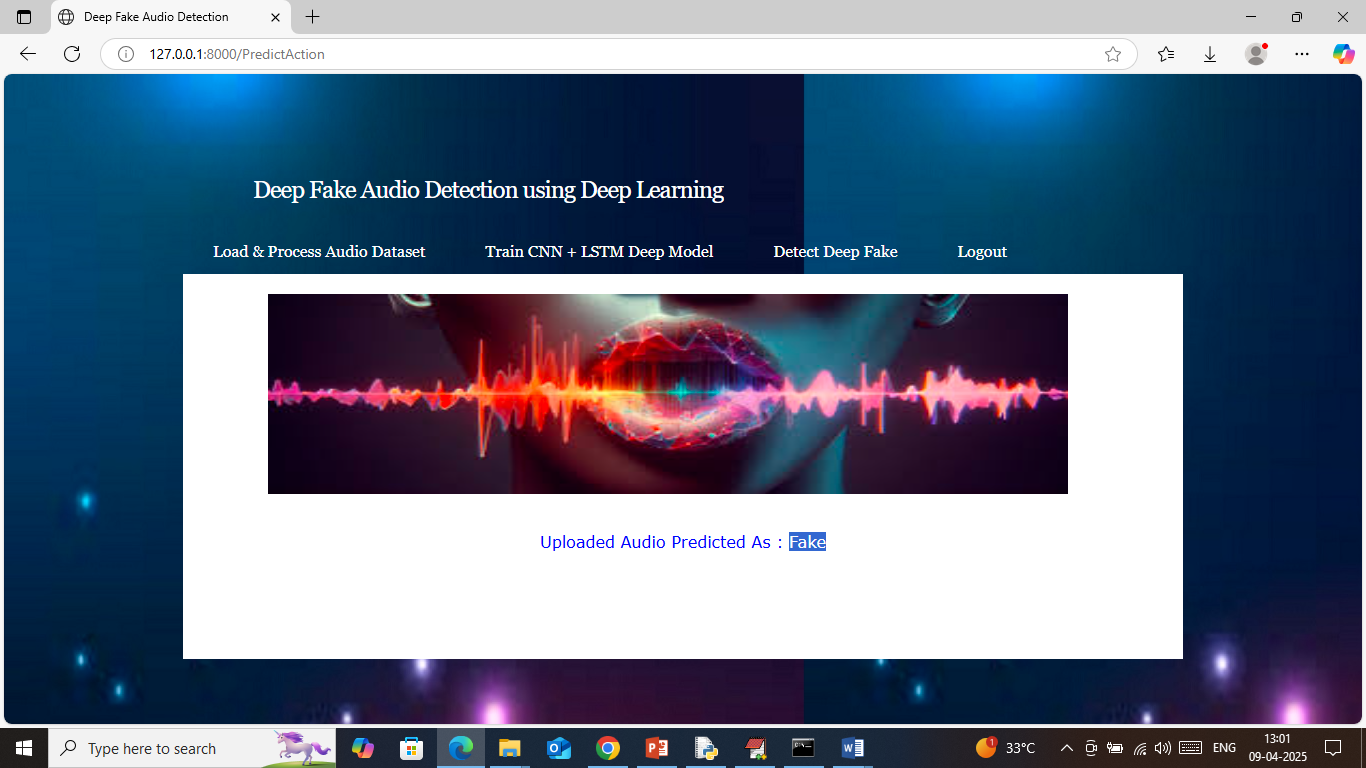 Deep Fake Audio Detection
127.0.0.1:8000/PredictAction
Deep Fake Audio Detection using Deep Learning
Load & Process Audio Dataset Train CNN + LSTM Deep Model Detect Deep Fake Logout
Uploaded Audio Predicted As : Fake
Type here to search
1 33°C ENG 13:01
09-04-2025